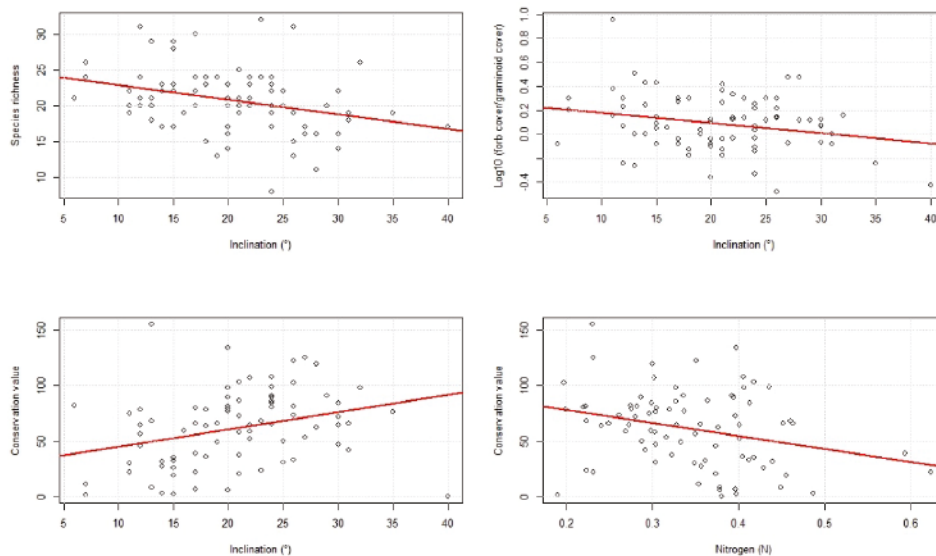 Species richness
30
25
20
15
10
5 10 15 20 25 30 35 40
Inclination (°)
Log10 (forb cover/graminoid cover)
1.0
0.8
0.6
0.4
0.2
0.0
-0.4
5 10 15 20 25 30 35 40
Inclination (°)
Conservation value
150
100
50
0
5 10 15 20 25 30 35 40
Inclination (°)
Conservation value
150
100
50
0
0.2 0.3 0.4 0.5 0.6
Nitrogen (N)